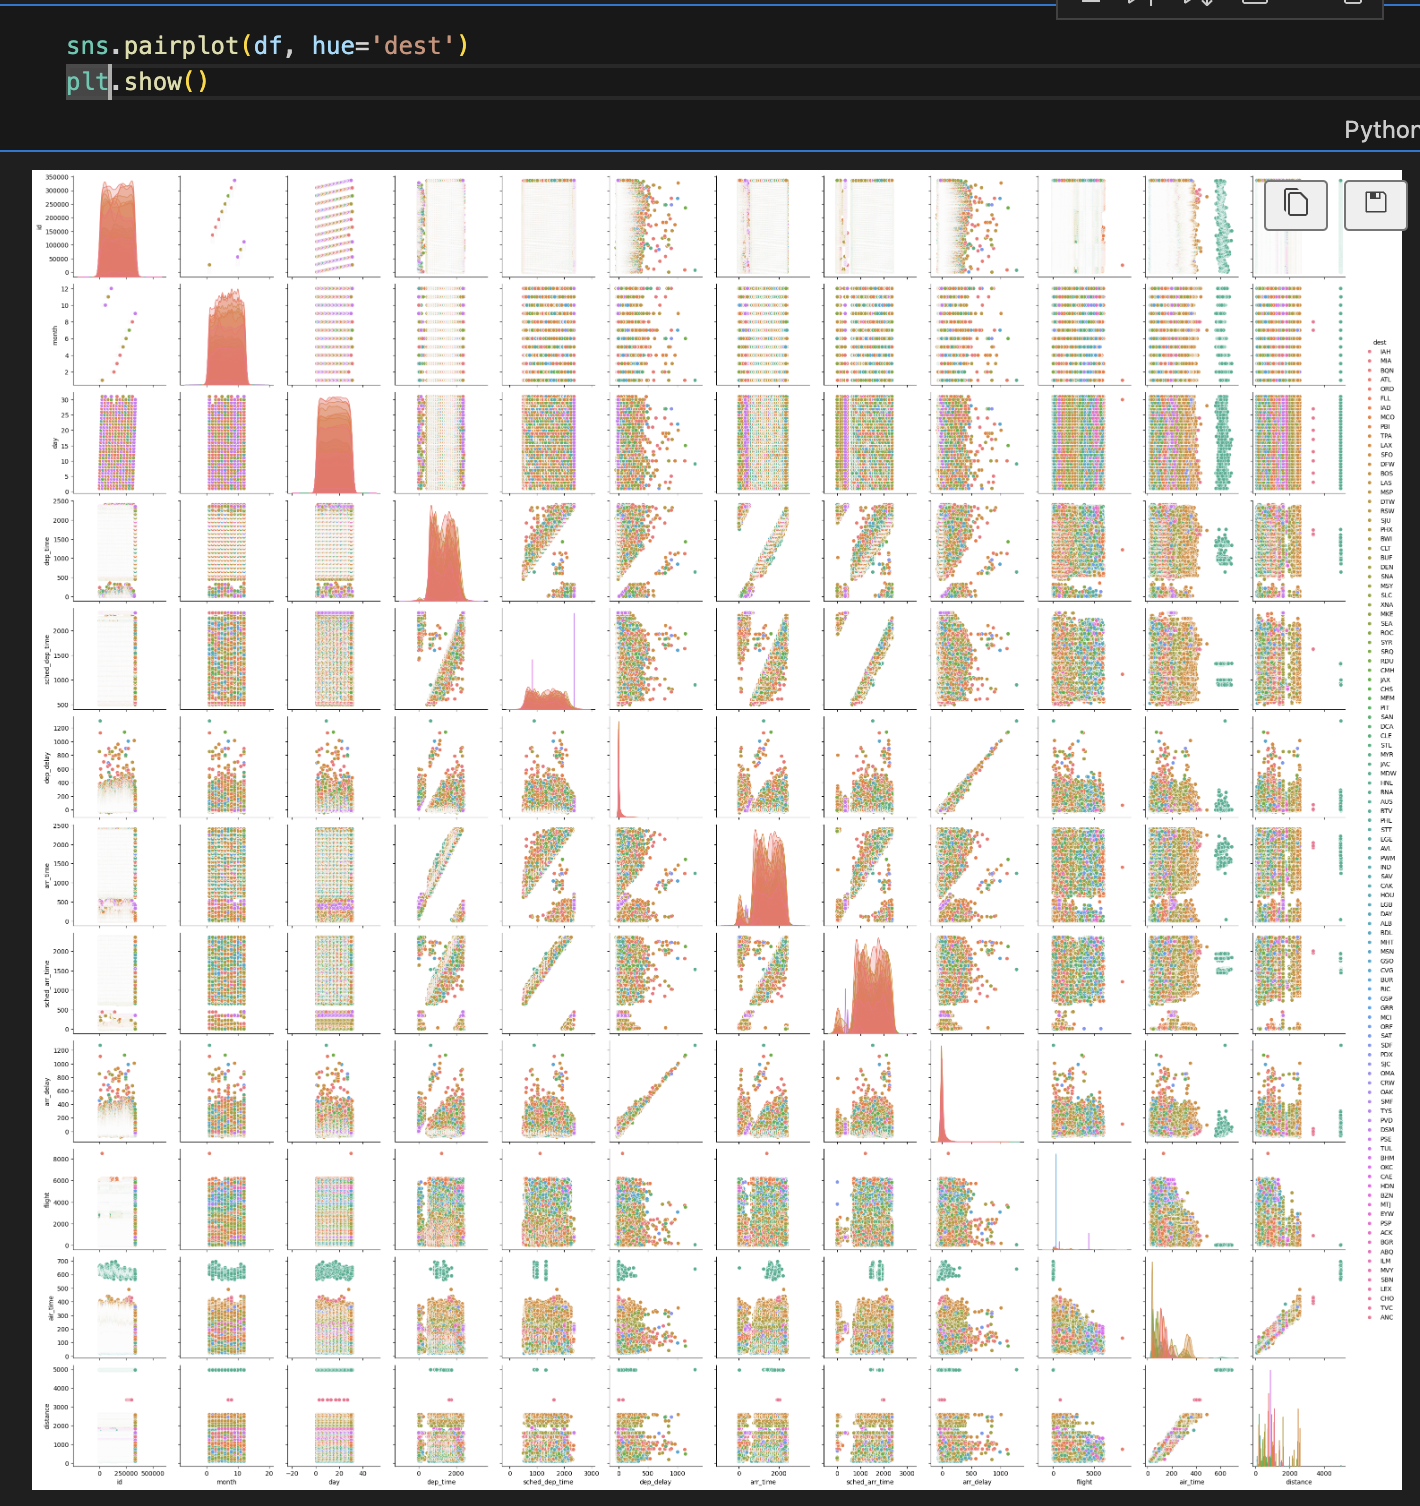 sns.pairplot(df, hue='dest')
plt.show()
Python
350000
300000
250000
200000
150000
100000
50000
0
id
12
10
8
6
4
2
month
30
25
20
15
10
5
0
day
2500
2000
1500
1000
500
0
dep_time
2000
1500
1000
500
sched_dep_time
1200
1000
800
600
400
200
0
dep_delay
2500
2000
1500
1000
500
0
arr_time
2000
1500
1000
500
0
sched_arr_time
1200
1000
800
600
400
200
0
arr_delay
8000
6000
4000
2000
0
flight
700
600
500
400
300
200
100
0
air_time
5000
4000
3000
2000
1000
0
distance
0 250000 500000
id
0 10 20
month
−20 0 20 40
day
0 2000
dep_time
0 1000 2000 3000
sched_dep_time
0 500 1000
dep_delay
0 2000
arr_time
0 1000 2000 3000
sched_arr_time
0 500 1000
arr_delay
0 5000
flight
0 200 400 600
air_time
0 2000 4000
distance
dest
IAH
MIA
BQN
ATL
ORD
FLL
IAD
MCO
PBI
TPA
LAX
SFO
DFW
BOS
LAS
MSP
DTW
RSW
SJU
PHX
BWI
CLT
BUF
DEN
SNA
MSY
SLC
XNA
MKE
SEA
ROC
SYR
SRQ
RDU
CMH
JAX
CHS
MEM
PIT
SAN
DCA
CLE
STL
MYR
JAC
MDW
HNL
BNA
AUS
BTV
PHL
STT
EGE
AVL
PWM
IND
SAV
CAK
HOU
LGB
DAY
ALB
BDL
MHT
MSN
GSO
CVG
BUR
RIC
GSP
GRR
MCI
ORF
SAT
SDF
PDX
SJC
OMA
CRW
OAK
SMF
TYS
PVD
DSM
PSE
TUL
BHM
OKC
CAE
HDN
BZN
MTJ
EYW
PSP
ACK
BGR
ABQ
ILM
MVY
SBN
LEX
CHO
TVC
ANC